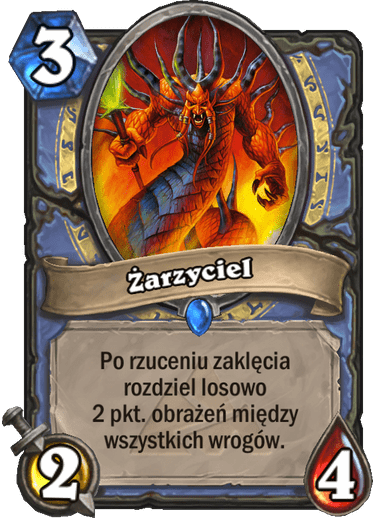 3
Żarzyciel
Po rzuceniu zaklęcia
rozdziel losowo
2 pkt. obrażeń między
wszystkich wrogów.
2
4